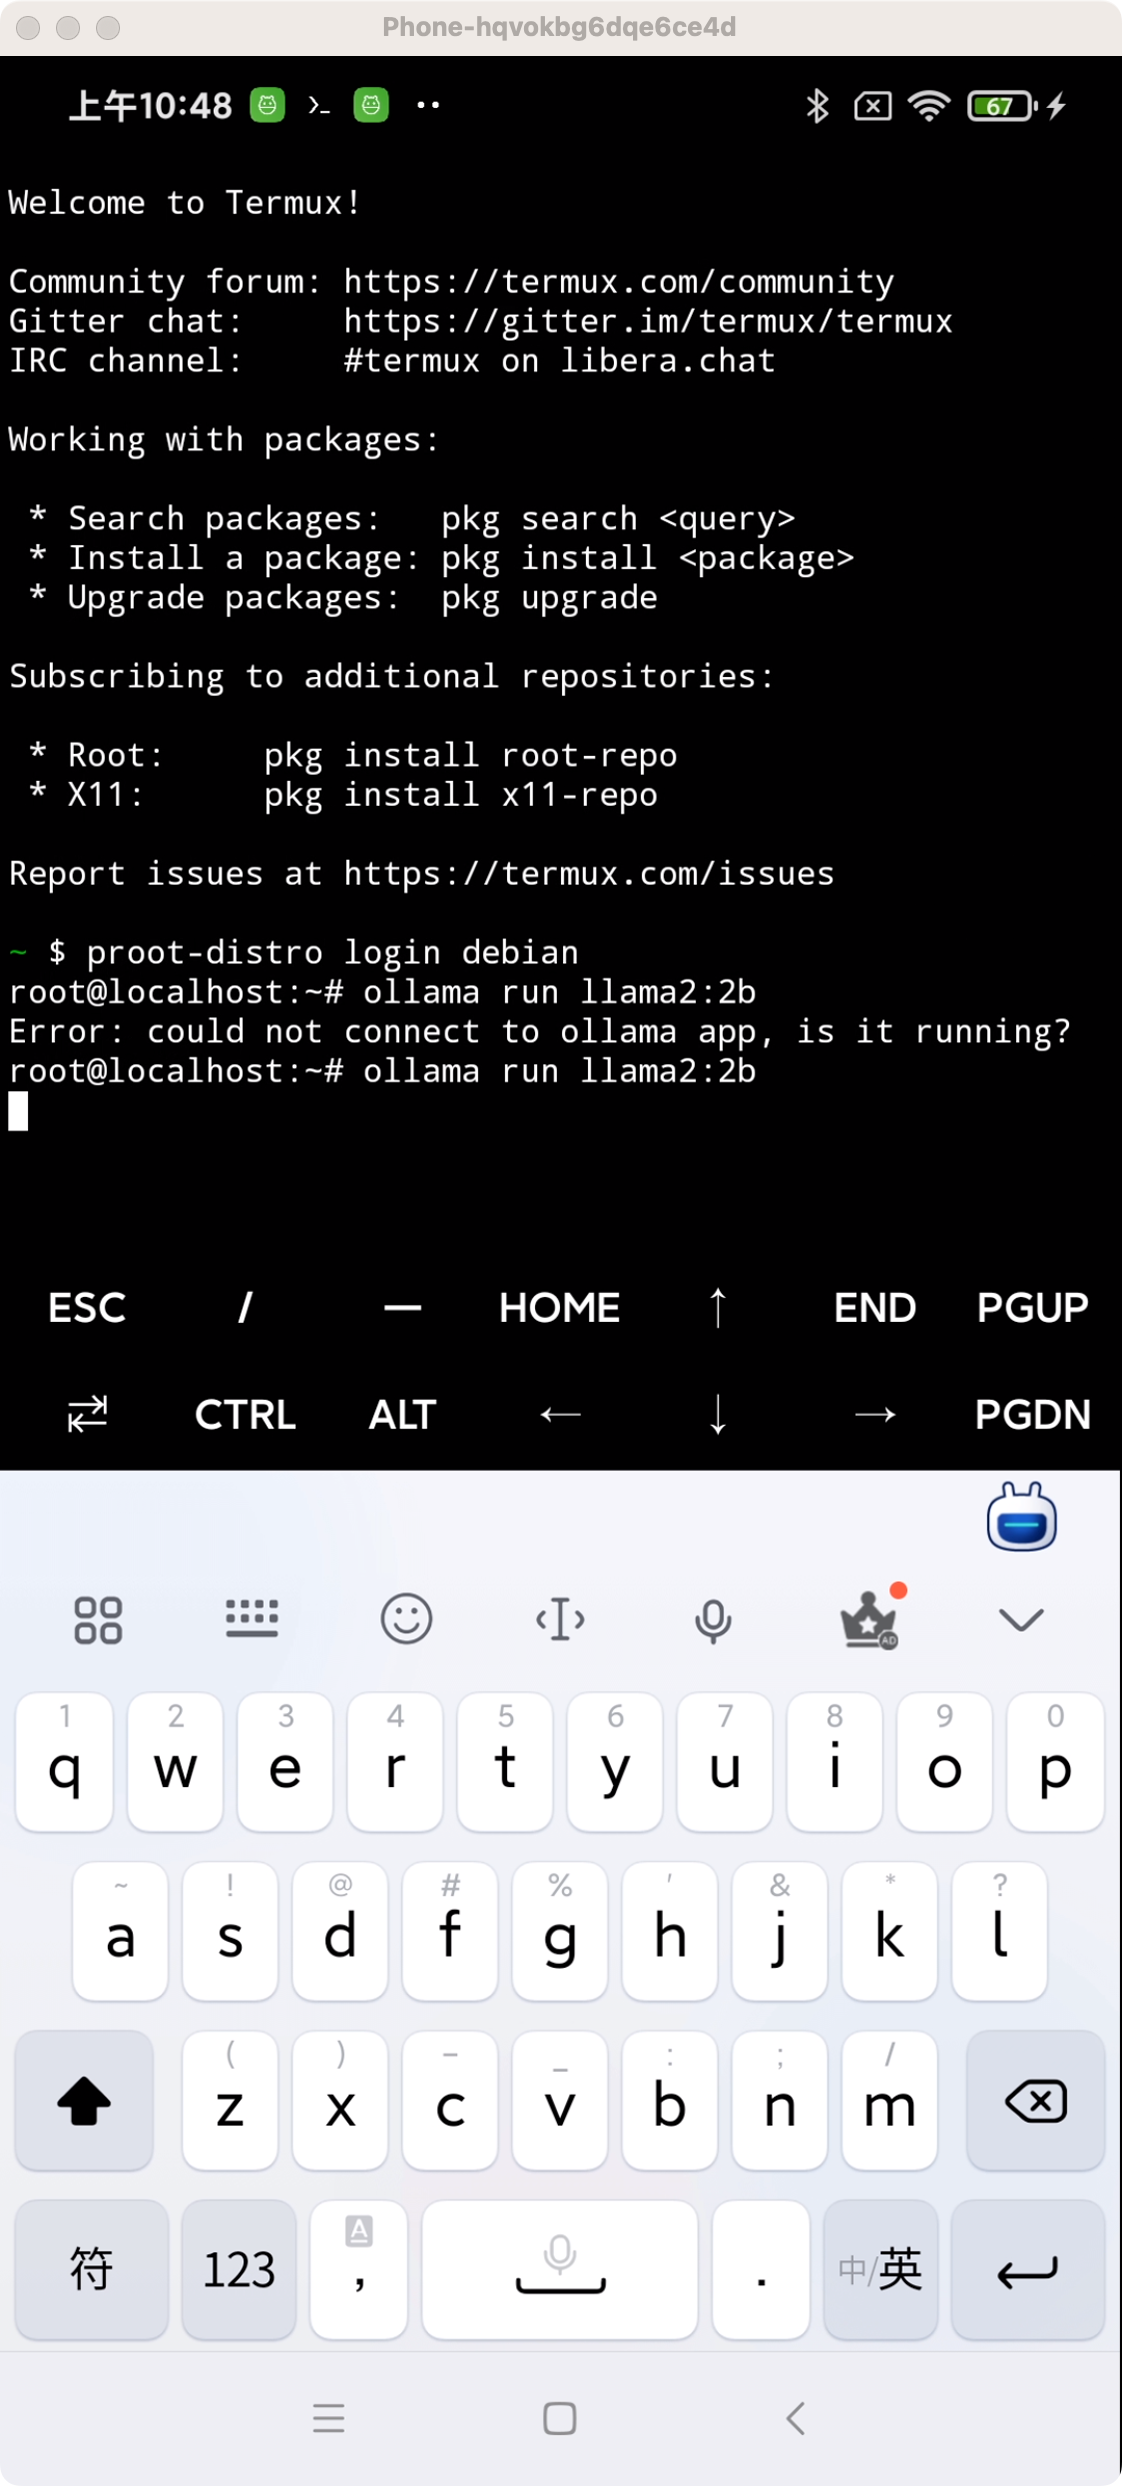 Phone-hqvokbg6dqe6ce4d
上午10:48 67
Welcome to Termux!
Community forum: https://termux.com/community
Gitter chat:     https://gitter.im/termux/termux
IRC channel:     #termux on libera.chat
Working with packages:
 * Search packages:   pkg search <query>
 * Install a package: pkg install <package>
 * Upgrade packages:  pkg upgrade
Subscribing to additional repositories:
 * Root:     pkg install root-repo
 * X11:      pkg install x11-repo
Report issues at https://termux.com/issues
~ $ proot-distro login debian
root@localhost:~# ollama run llama2:2b
Error: could not connect to ollama app, is it running?
root@localhost:~# ollama run llama2:2b
ESC / — HOME ↑ END PGUP
CTRL ALT ← ↓ → PGDN
AD
1 2 3 4 5 6 7 8 9 0
q w e r t y u i o p
~ ! @ # % ' & * ?
a s d f g h j k l
( ) - _ : ; /
z x c v b n m
A
符 123 , . 中/英